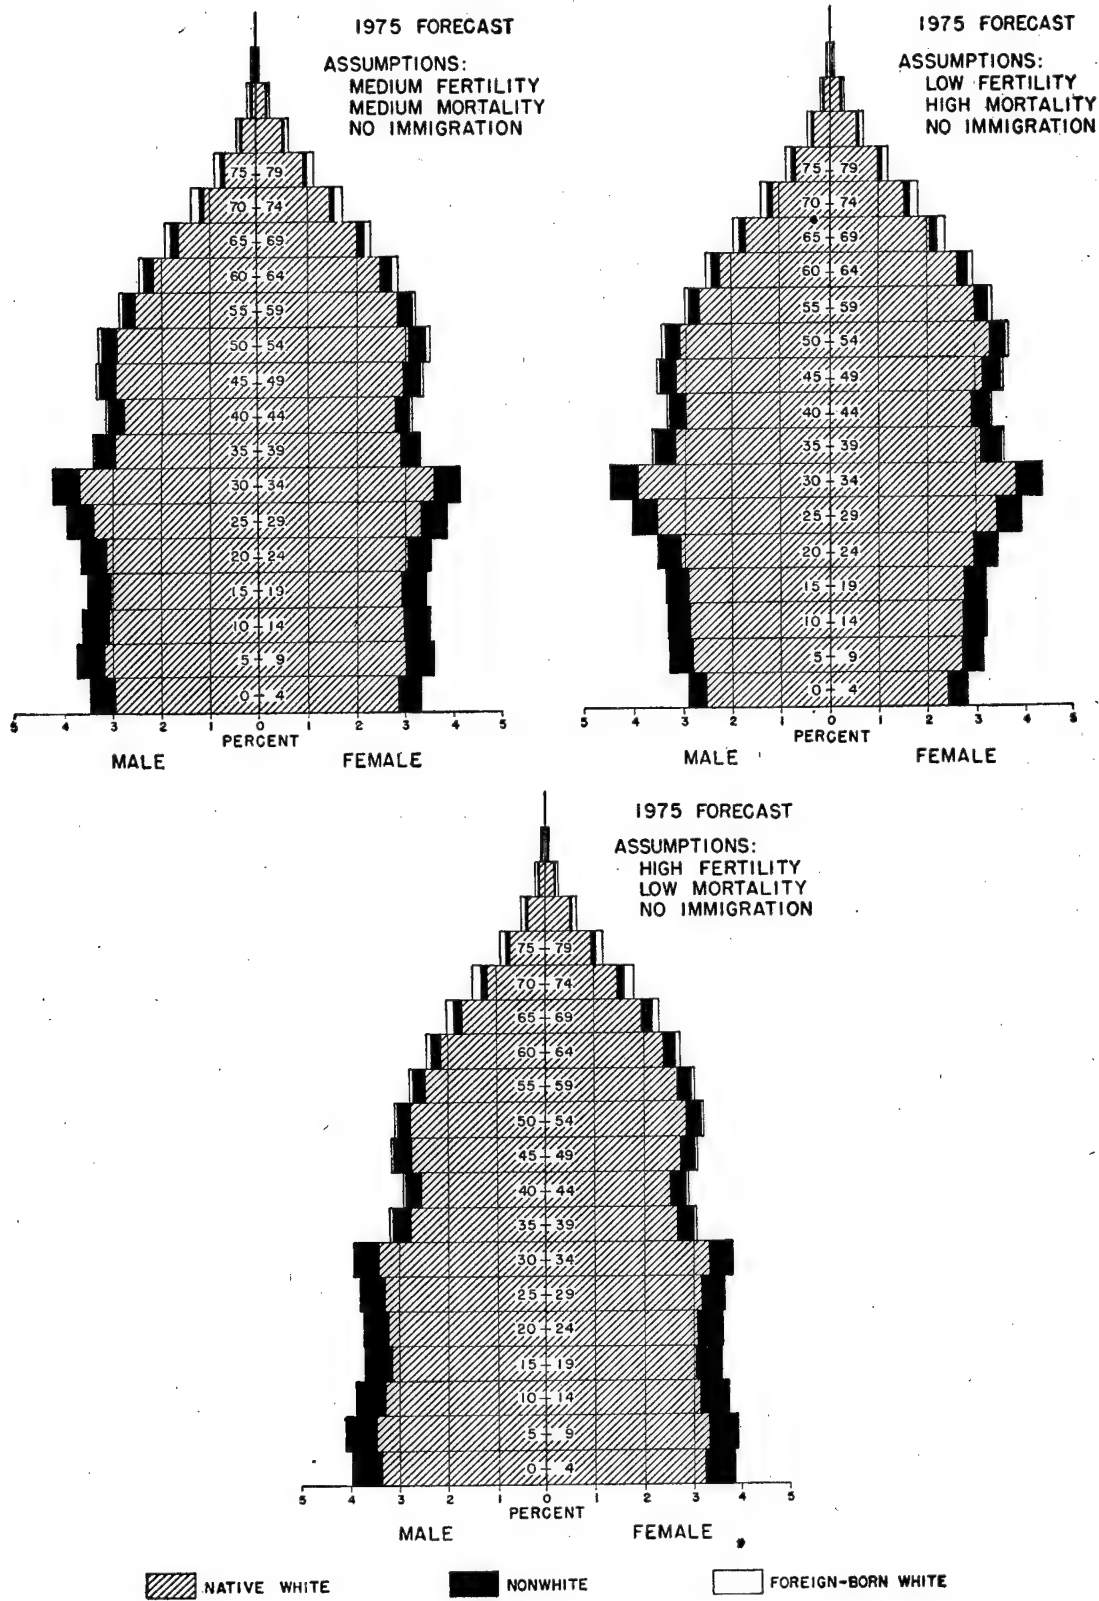 1975 FORECAST
ASSUMPTIONS:
MEDIUM FERTILITY
MEDIUM MORTALITY
NO IMMIGRATION
75 79
70 74
65 69
60 64
55 59
50 54
45 49
40 44
35 39
30 34
25 29
20 24
15 19
10 14
5 9
0 4
5 4 3 2 1 0 1 2 3 4 5
PERCENT
MALE FEMALE
1975 FORECAST
ASSUMPTIONS:
LOW FERTILITY
HIGH MORTALITY
NO IMMIGRATION
75 79
70 74
65 69
60 64
55 59
50 54
45 49
40 44
35 39
30 34
25 29
20 24
15 19
10 14
5 9
0 4
5 4 3 2 1 0 1 2 3 4 5
PERCENT
MALE FEMALE
1975 FORECAST
ASSUMPTIONS:
HIGH FERTILITY
LOW MORTALITY
NO IMMIGRATION
75 79
70 74
65 69
60 64
55 59
50 54
45 49
40 44
35 39
30 34
25 29
20 24
15 19
10 14
5 9
0 4
5 4 3 2 1 0 1 2 3 4 5
PERCENT
MALE FEMALE
NATIVE WHITE NONWHITE FOREIGN-BORN WHITE